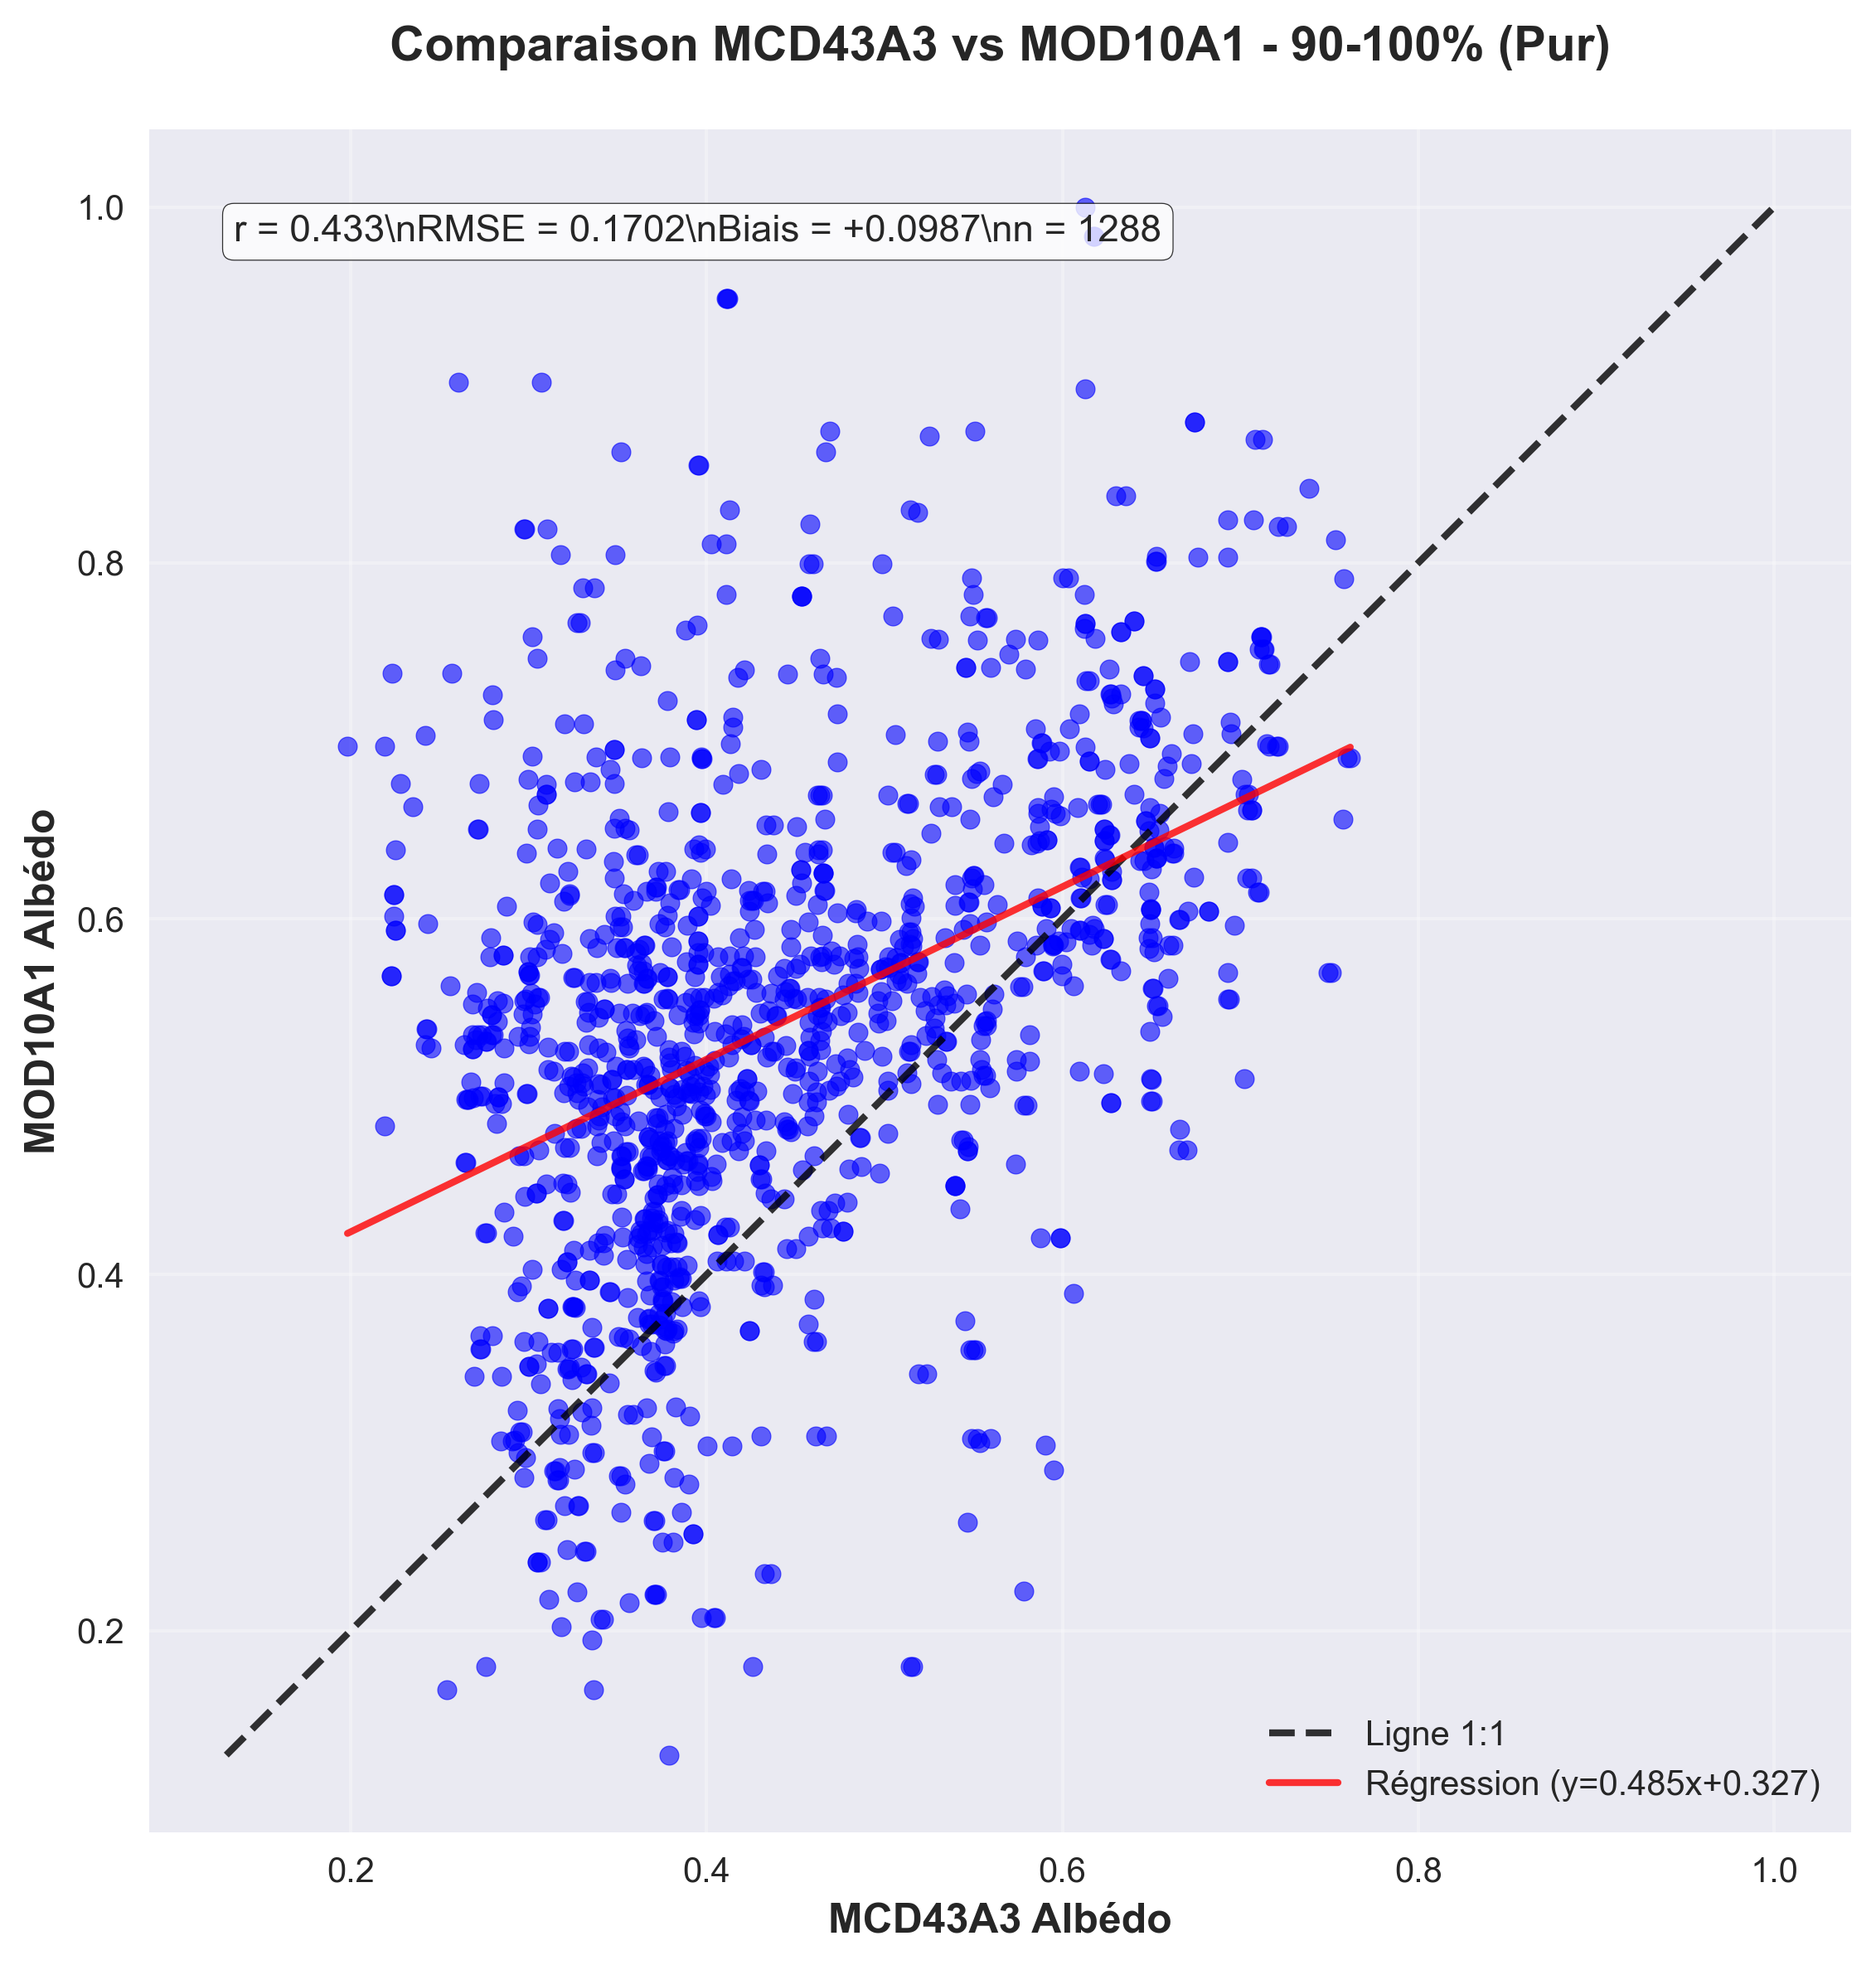 Comparaison MCD43A3 vs MOD10A1 - 90-100% (Pur)
r = 0.433\nRMSE = 0.1702\nBiais = +0.0987\nn = 1288
1.0
0.8
0.6
0.4
0.2
MOD10A1 Albédo
Ligne 1:1
Régression (y=0.485x+0.327)
0.2 0.4 0.6 0.8 1.0
MCD43A3 Albédo